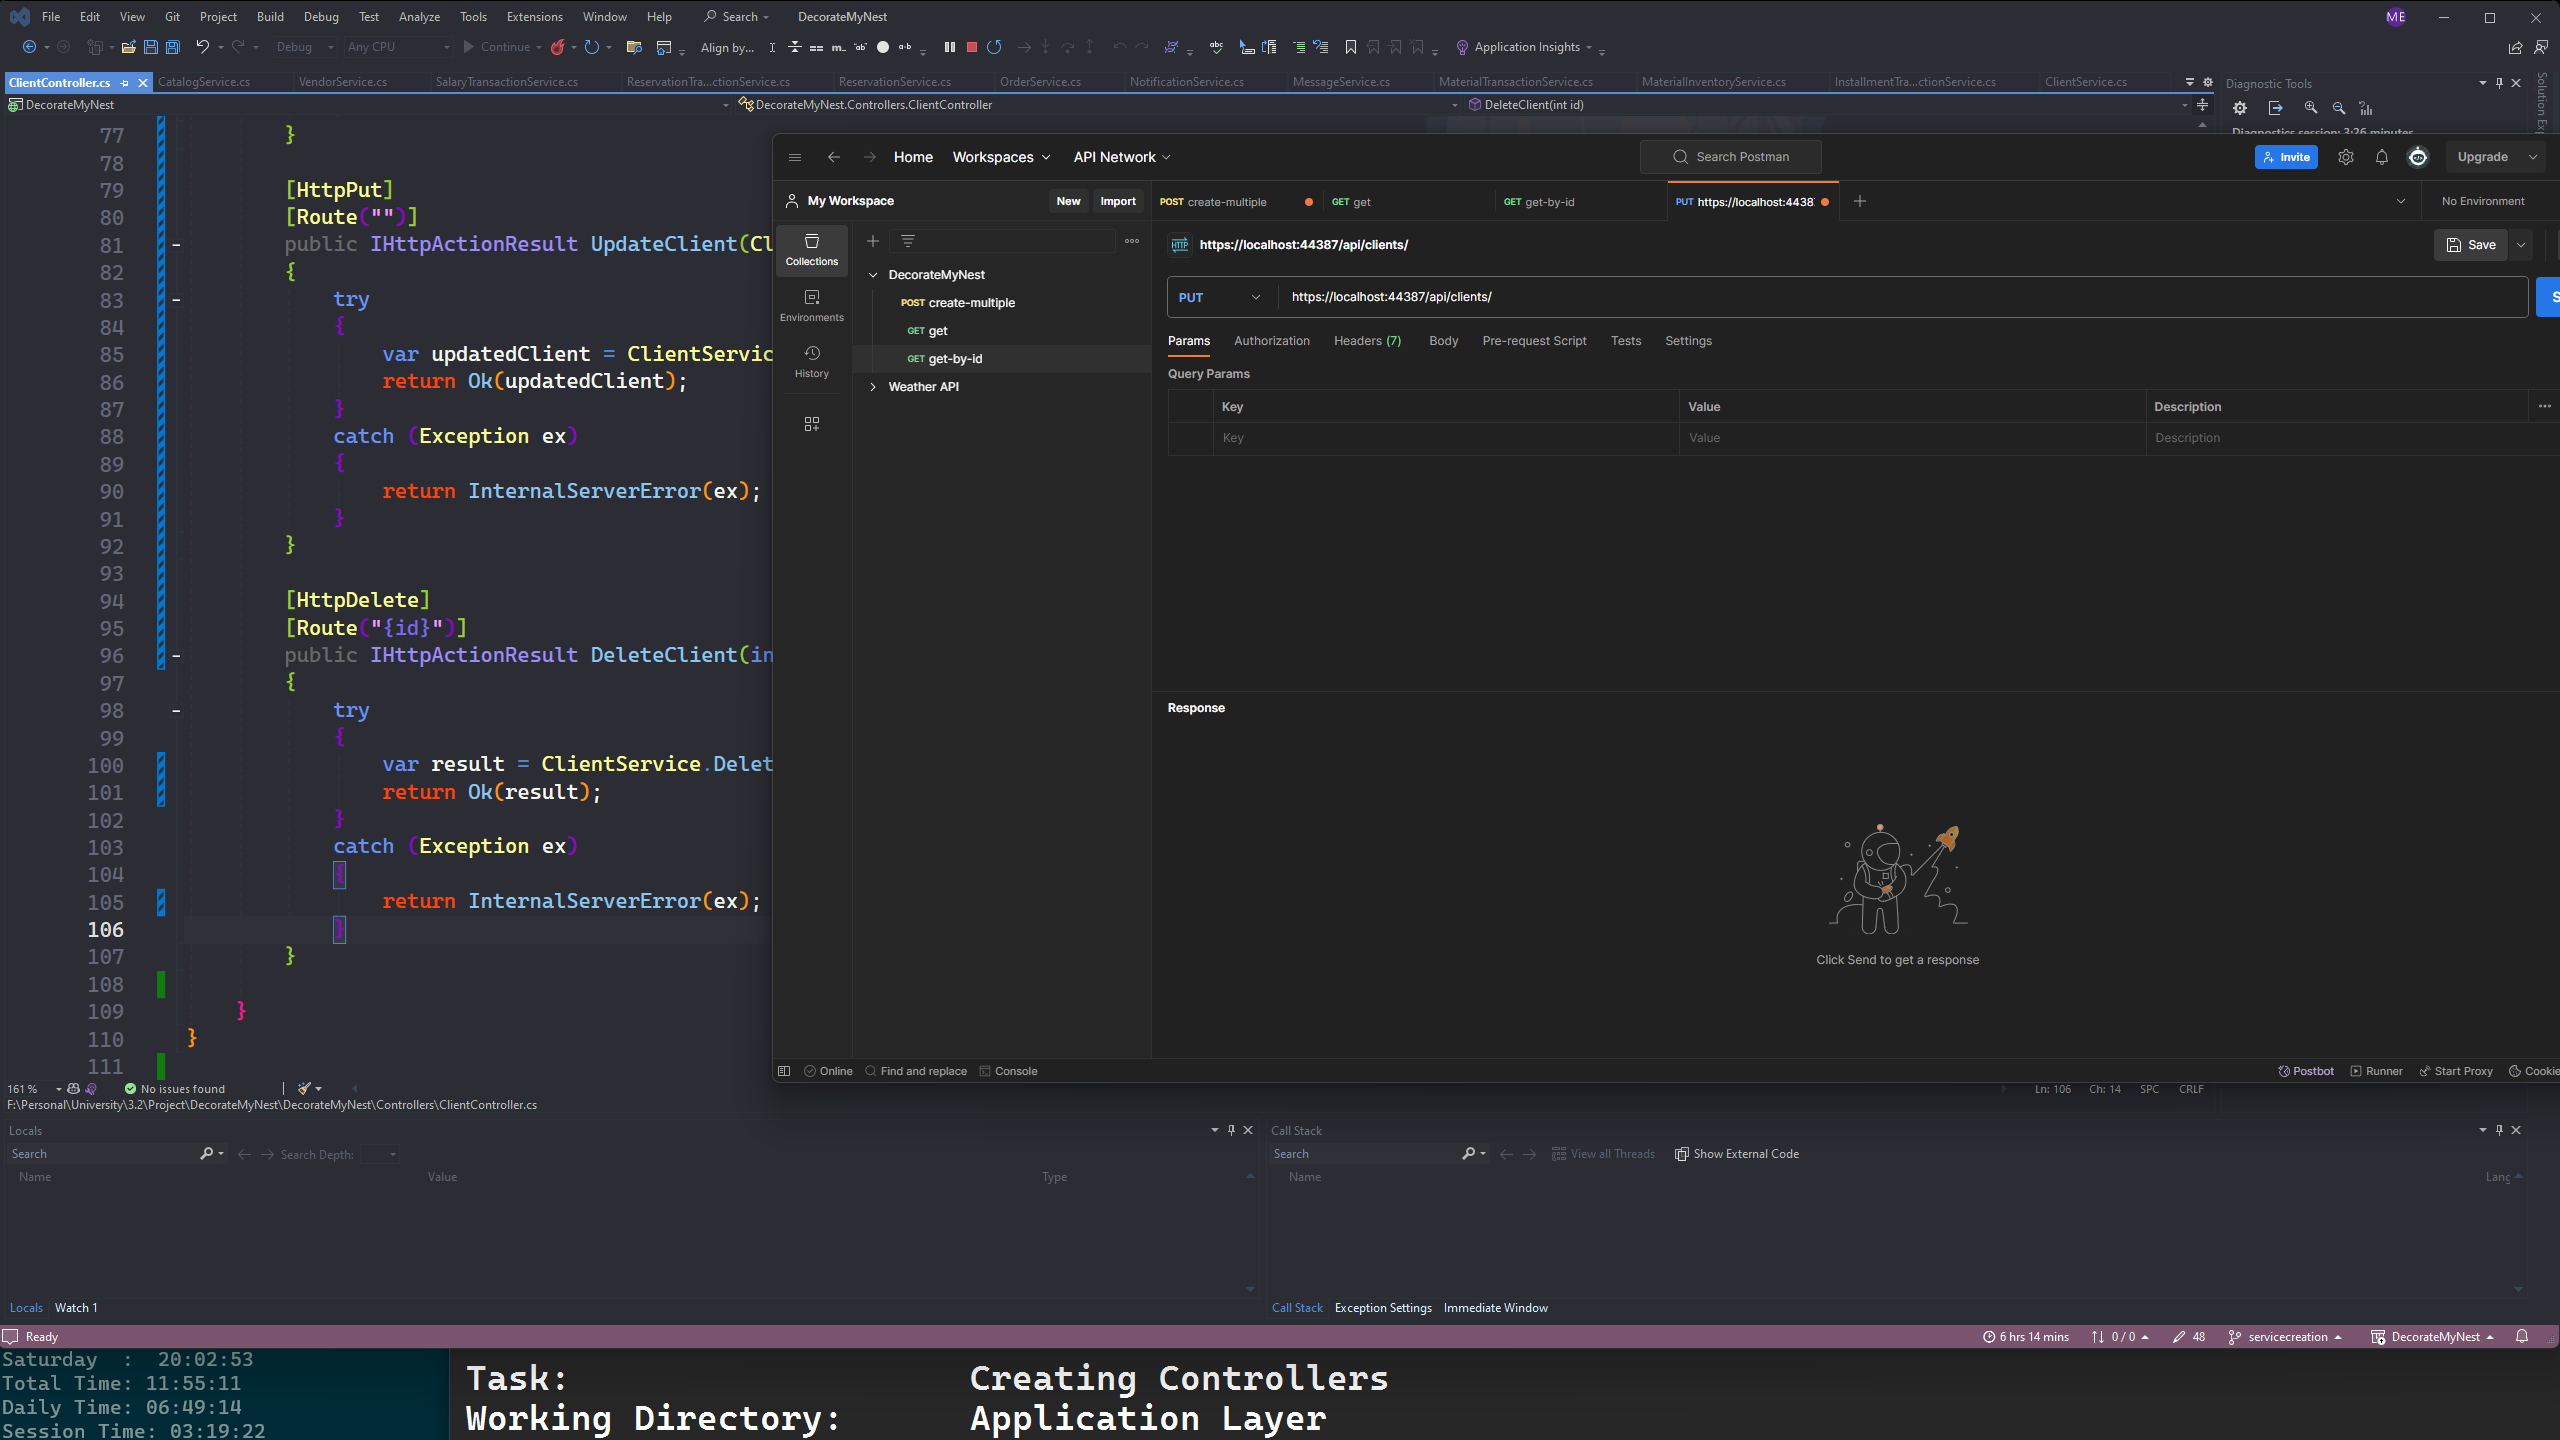 File Edit View Git Project Build Debug Test Analyze Tools Extensions Window Help Search DecorateMyNest ME
Debug Any CPU Continue Align by... Application Insights
ClientController.cs CatalogService.cs VendorService.cs SalaryTransactionService.cs ReservationTra...ctionService.cs ReservationService.cs OrderService.cs NotificationService.cs MessageService.cs MaterialTransactionService.cs MaterialInventoryService.cs InstallmentTra...ctionService.cs ClientService.cs Diagnostic Tools
DecorateMyNest DecorateMyNest.Controllers.ClientController DeleteClient(int id)
Diagnostics session: 3:26 minutes
77 }
78
79 [HttpPut]
80 [Route("")]
81 public IHttpActionResult UpdateClient(Cl
82 {
83 try
84 {
85 var updatedClient = ClientServic
86 return Ok(updatedClient);
87 }
88 catch (Exception ex)
89 {
90 return InternalServerError(ex);
91 }
92 }
93
94 [HttpDelete]
95 [Route("{id}")]
96 public IHttpActionResult DeleteClient(in
97 {
98 try
99 {
100 var result = ClientService.Delet
101 return Ok(result);
102 }
103 catch (Exception ex)
104 {
105 return InternalServerError(ex);
106 }
107 }
108
109 }
110 }
111
Home Workspaces API Network Search Postman Invite Upgrade
My Workspace New Import POST create-multiple GET get GET get-by-id PUT https://localhost:4438 No Environment
Collections
Environments
History
DecorateMyNest
POST create-multiple
GET get
GET get-by-id
Weather API
HTTP https://localhost:44387/api/clients/ Save
PUT https://localhost:44387/api/clients/ S
Params Authorization Headers (7) Body Pre-request Script Tests Settings
Query Params
Key Value Description
Key Value Description
Response
Click Send to get a response
Online Find and replace Console Postbot Runner Start Proxy Cookie
161 % No issues found Ln: 106 Ch: 14 SPC CRLF
F:\Personal\University\3.2\Project\DecorateMyNest\DecorateMyNest\Controllers\ClientController.cs
Locals
Search Search Depth:
Name Value Type
Locals Watch 1
Call Stack
Search View all Threads Show External Code
Name Lang
Call Stack Exception Settings Immediate Window
Ready 6 hrs 14 mins 0 / 0 48 servicecreation DecorateMyNest
Saturday : 20:02:53
Total Time: 11:55:11
Daily Time: 06:49:14
Session Time: 03:19:22
Task: Creating Controllers
Working Directory: Application Layer